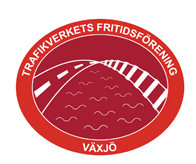 TRAFIKVERKETS FRITIDSFÖRENING
VÄXJÖ